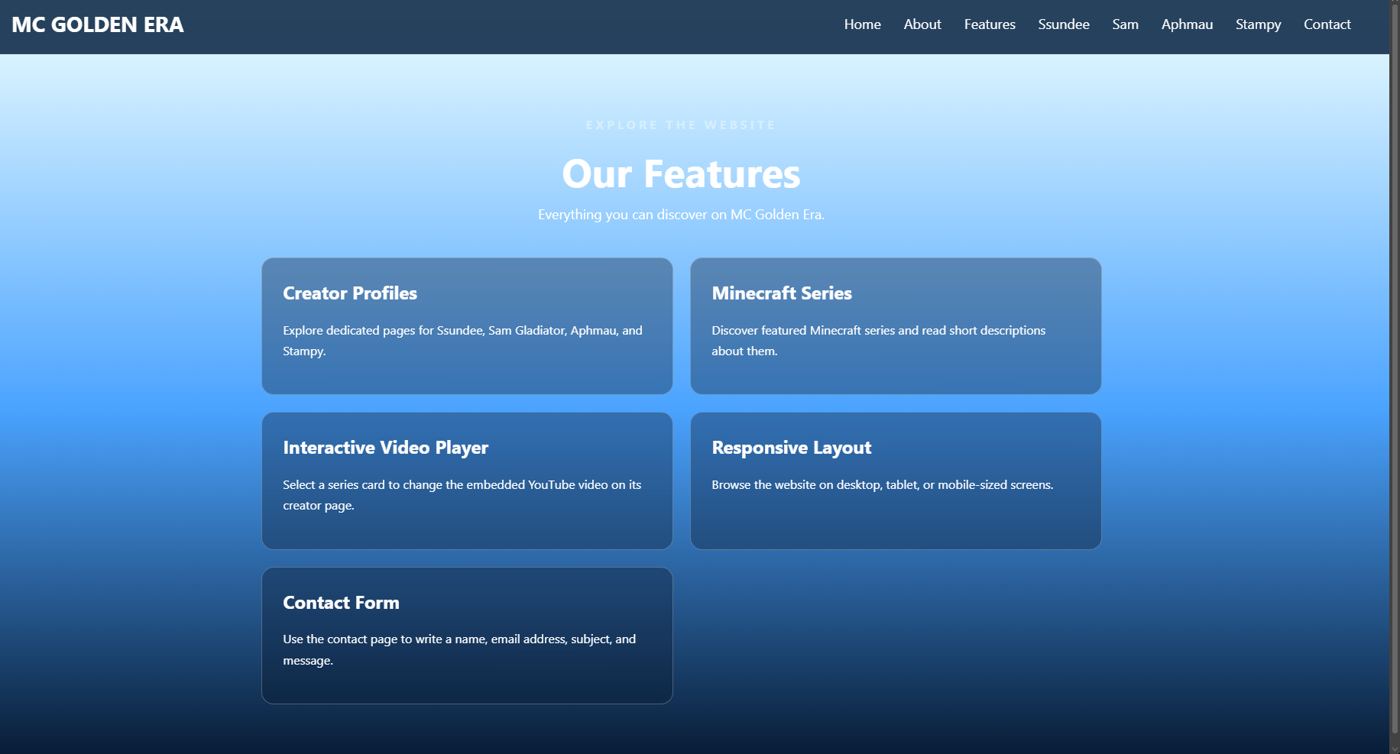 MC GOLDEN ERA
Home About Features Ssundee Sam Aphmau Stampy Contact
EXPLORE THE WEBSITE
Our Features
Everything you can discover on MC Golden Era.
Creator Profiles
Explore dedicated pages for Ssundee, Sam Gladiator, Aphmau, and
Stampy.
Minecraft Series
Discover featured Minecraft series and read short descriptions
about them.
Interactive Video Player
Select a series card to change the embedded YouTube video on its
creator page.
Responsive Layout
Browse the website on desktop, tablet, or mobile-sized screens.
Contact Form
Use the contact page to write a name, email address, subject, and
message.